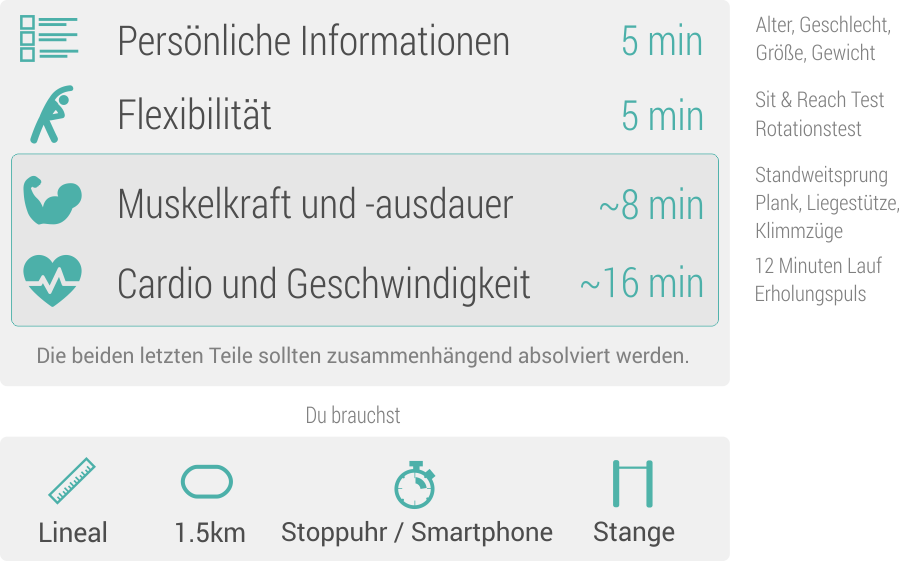 Persönliche Informationen 5 min
Alter, Geschlecht,
Größe, Gewicht
Flexibilität 5 min
Sit & Reach Test
Rotationstest
Muskelkraft und -ausdauer ~8 min
Standweitsprung
Plank, Liegestütze,
Klimmzüge
Cardio und Geschwindigkeit ~16 min
12 Minuten Lauf
Erholungspuls
Die beiden letzten Teile sollten zusammenhängend absolviert werden.
Du brauchst
Lineal 1.5km Stoppuhr / Smartphone Stange